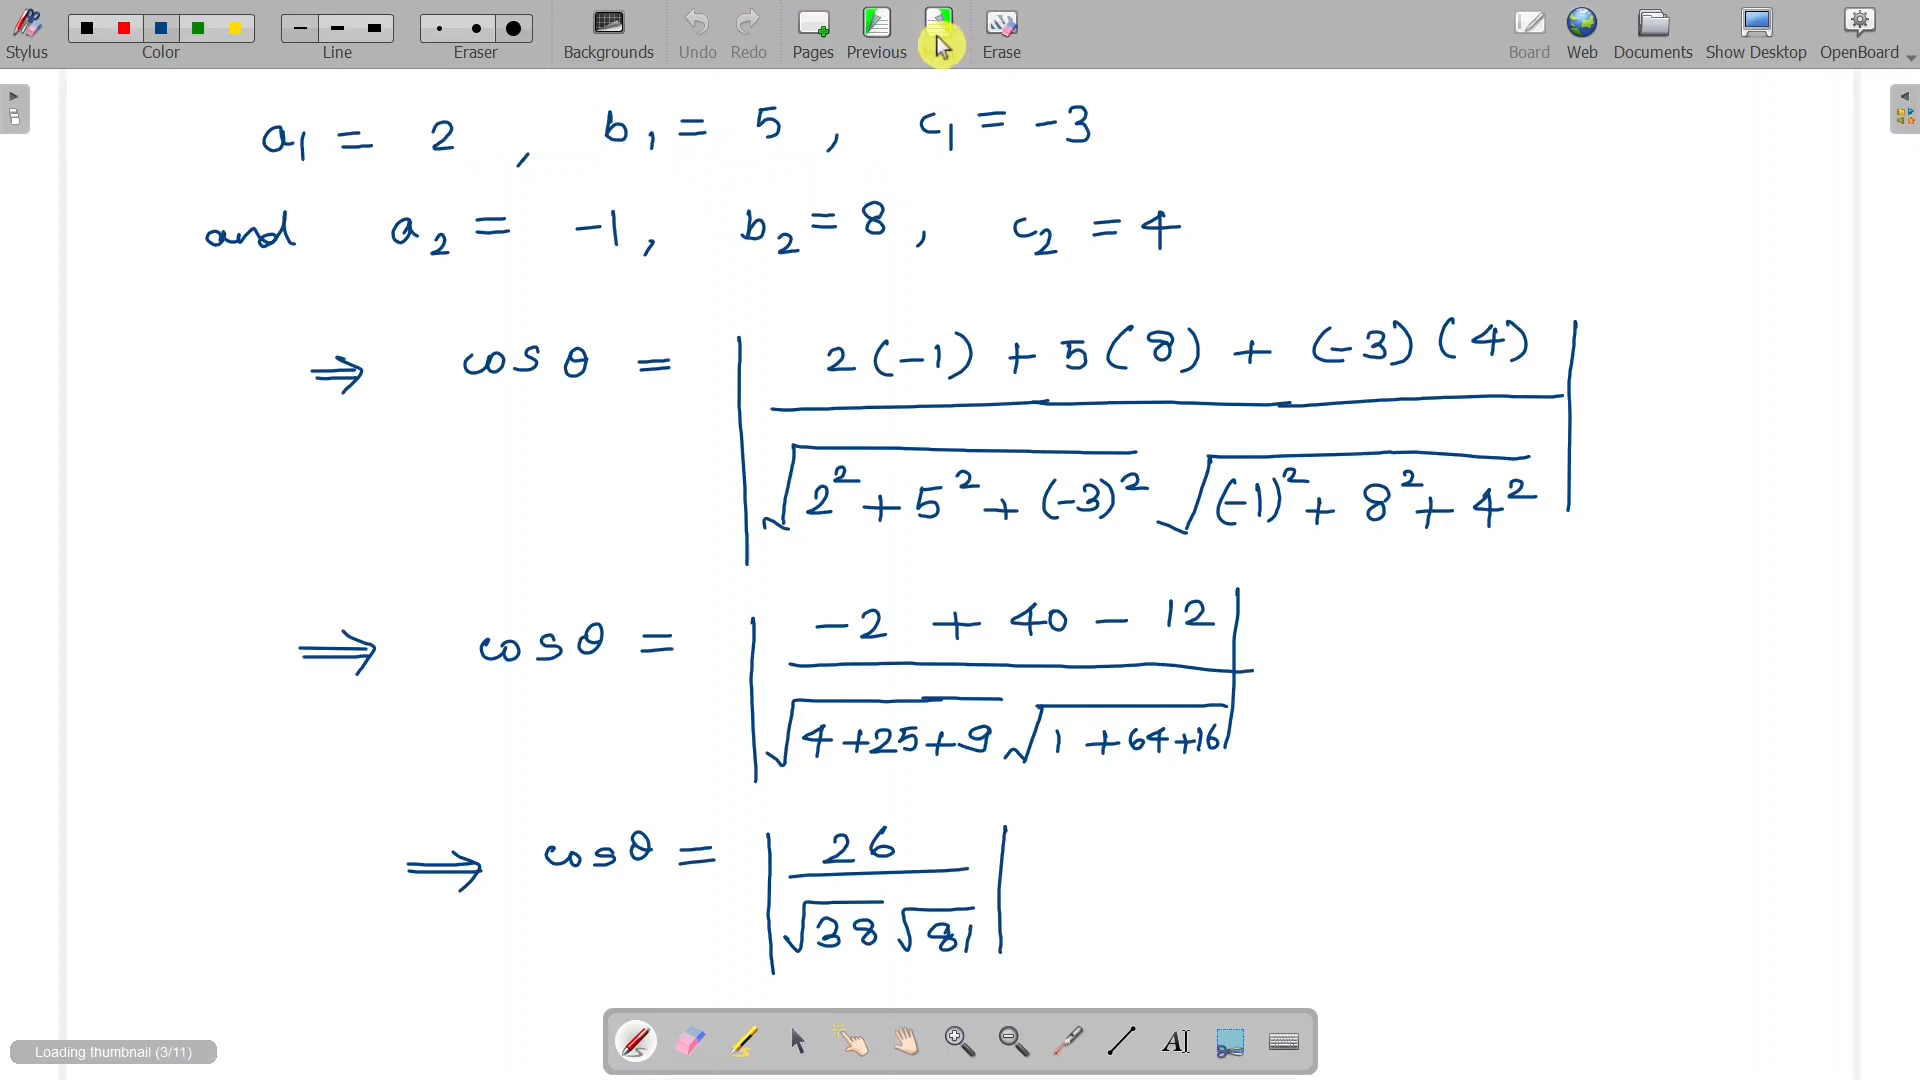 Stylus Color Line Eraser Backgrounds Undo Redo Pages Previous Erase Board Web Documents Show Desktop OpenBoard
a₁ = 2 , b₁ = 5 , c₁ = -3
and a₂ = -1, b₂ = 8 , c₂ = 4
⇒ cos θ = | (2(-1) + 5(8) + (-3)(4)) / (√(2² + 5² + (-3)²) √((-1)² + 8² + 4²)) |
⇒ cos θ = | (-2 + 40 - 12) / (√(4+25+9) √(1+64+16)) |
⇒ cos θ = | 26 / (√38 √81) |
AI
Loading thumbnail (3/11)